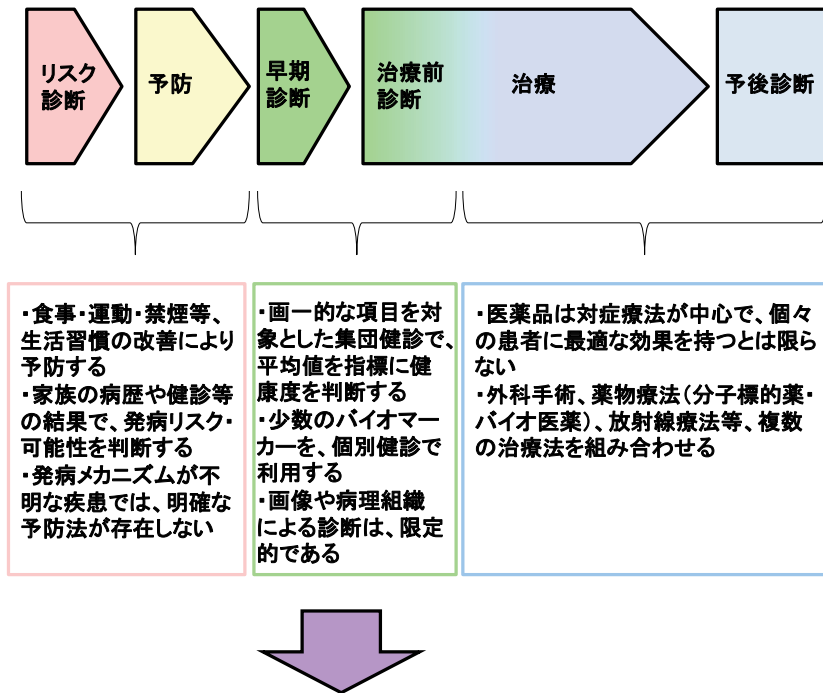 リスク
診断
予防
早期
診断
治療前
診断
治療
予後診断
・食事・運動・禁煙等、
生活習慣の改善により
予防する
・家族の病歴や健診等
の結果で、発病リスク・
可能性を判断する
・発病メカニズムが不
明な疾患では、明確な
予防法が存在しない
・画一的な項目を対
象とした集団健診で、
平均値を指標に健
康度を判断する
・少数のバイオマー
カーを、個別健診で
利用する
・画像や病理組織
による診断は、限定
的である
・医薬品は対症療法が中心で、個々
の患者に最適な効果を持つとは限ら
ない
・外科手術、薬物療法（分子標的薬・
バイオ医薬）、放射線療法等、複数
の治療法を組み合わせる